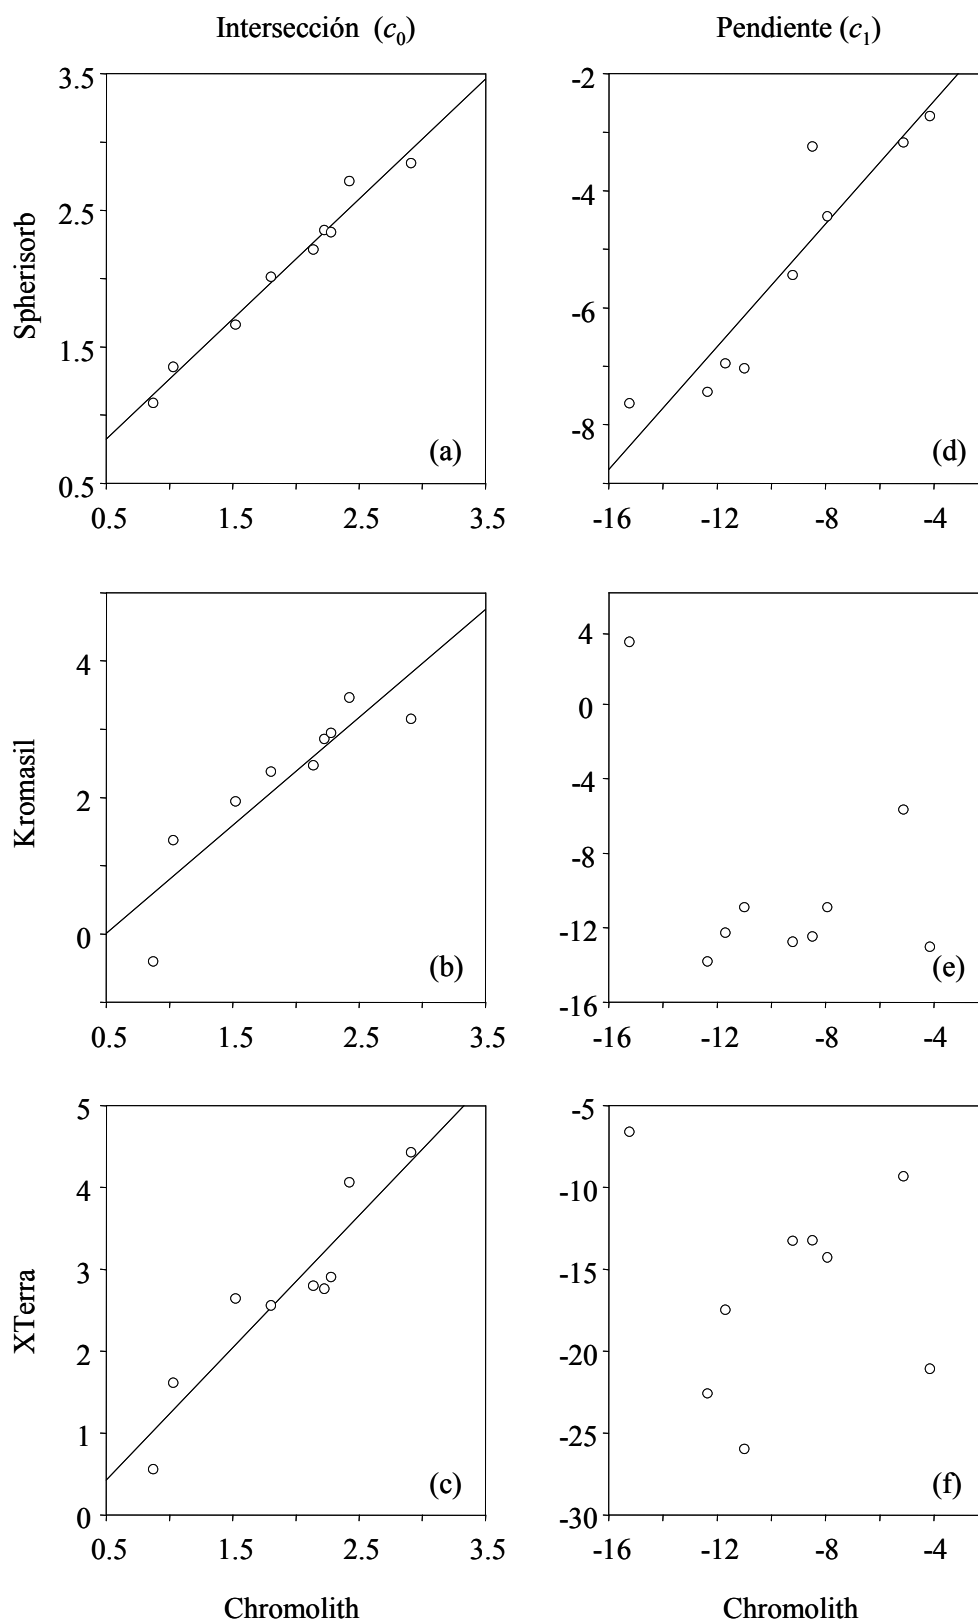 Intersección (c₀)
Pendiente (c₁)
Spherisorb
3.5
2.5
1.5
0.5
(a)
0.5 1.5 2.5 3.5
-2
-4
-6
-8
(d)
-16 -12 -8 -4
Kromasil
4
2
0
(b)
0.5 1.5 2.5 3.5
4
0
-4
-8
-12
-16
(e)
-16 -12 -8 -4
XTerra
5
4
3
2
1
0
(c)
0.5 1.5 2.5 3.5
Chromolith
-5
-10
-15
-20
-25
-30
(f)
-16 -12 -8 -4
Chromolith